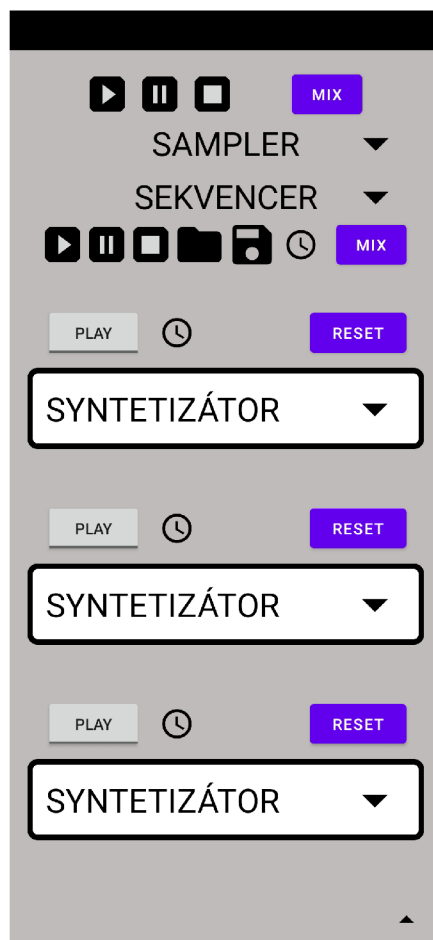 MIX
SAMPLER
SEKVENCER
MIX
PLAY RESET
SYNTETIZÁTOR
PLAY RESET
SYNTETIZÁTOR
PLAY RESET
SYNTETIZÁTOR